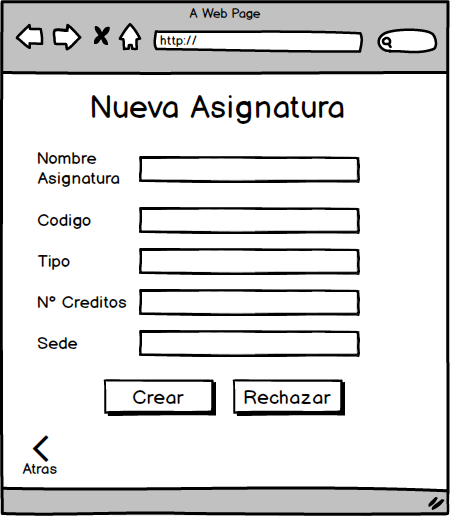 A Web Page
http://
Nueva Asignatura
Nombre
Asignatura
Codigo
Tipo
Nº Creditos
Sede
Crear
Rechazar
Atras